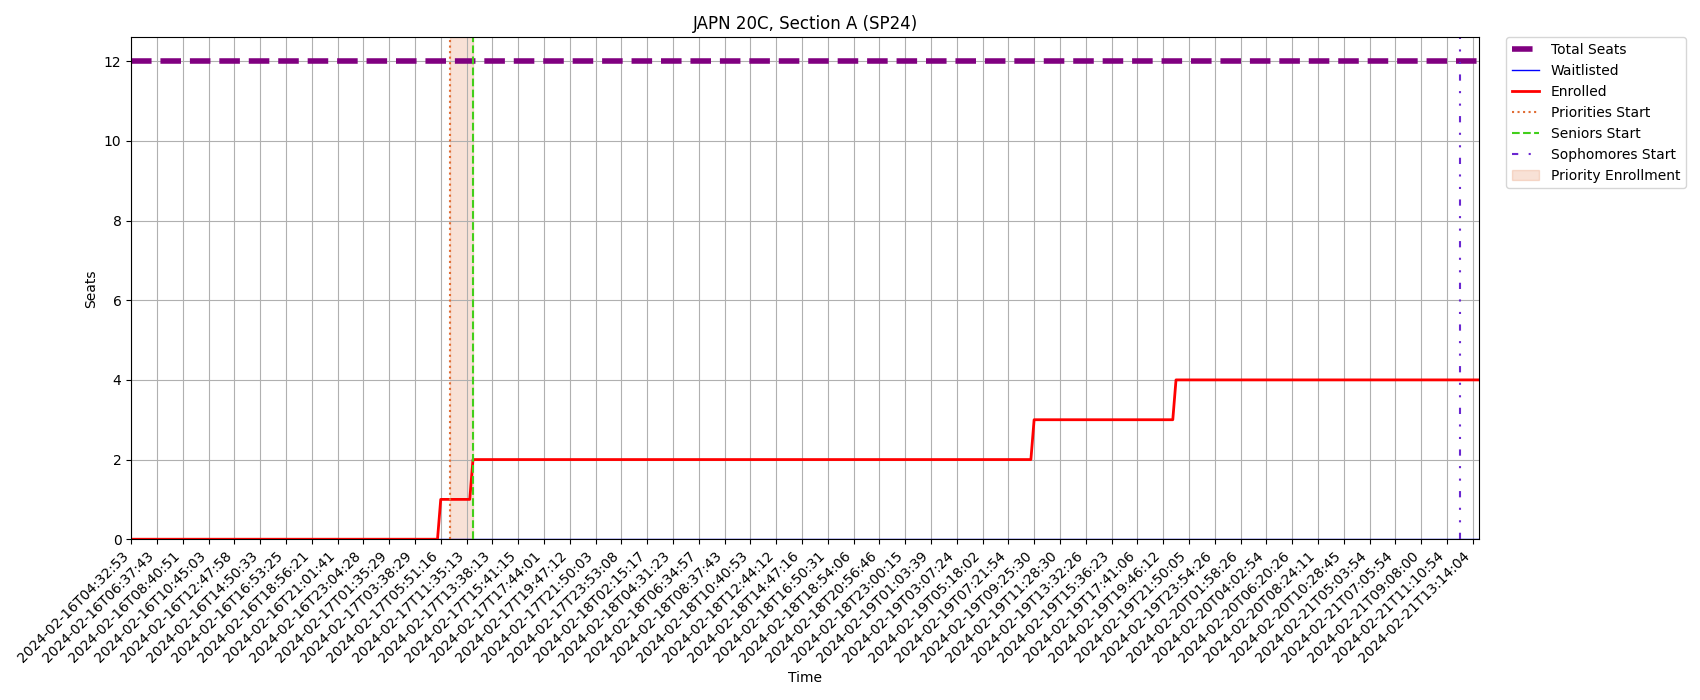 JAPN 20C, Section A (SP24)
Total Seats
Waitlisted
Enrolled
Priorities Start
Seniors Start
Sophomores Start
Priority Enrollment
Seats
12
10
8
6
4
2
0
2024-02-16T04:32:53
2024-02-16T06:37:43
2024-02-16T08:40:51
2024-02-16T10:45:03
2024-02-16T12:47:58
2024-02-16T14:50:33
2024-02-16T16:53:25
2024-02-16T18:56:21
2024-02-16T21:01:41
2024-02-16T23:04:28
2024-02-17T01:35:29
2024-02-17T03:38:29
2024-02-17T05:51:16
2024-02-17T11:35:13
2024-02-17T13:38:13
2024-02-17T15:41:15
2024-02-17T17:44:01
2024-02-17T19:47:12
2024-02-17T21:50:03
2024-02-17T23:53:08
2024-02-18T02:15:17
2024-02-18T04:31:23
2024-02-18T06:34:57
2024-02-18T08:37:43
2024-02-18T10:40:53
2024-02-18T12:44:12
2024-02-18T14:47:16
2024-02-18T16:50:31
2024-02-18T18:54:06
2024-02-18T20:56:46
2024-02-18T23:00:15
2024-02-19T01:03:39
2024-02-19T03:07:24
2024-02-19T05:18:02
2024-02-19T07:21:54
2024-02-19T09:25:30
2024-02-19T11:28:30
2024-02-19T13:32:26
2024-02-19T15:36:23
2024-02-19T17:41:06
2024-02-19T19:46:12
2024-02-19T21:50:05
2024-02-19T23:54:26
2024-02-20T01:58:26
2024-02-20T04:02:54
2024-02-20T06:20:26
2024-02-20T08:24:11
2024-02-20T10:28:45
2024-02-21T05:03:54
2024-02-21T07:05:54
2024-02-21T09:08:00
2024-02-21T11:10:54
2024-02-21T13:14:04
Time